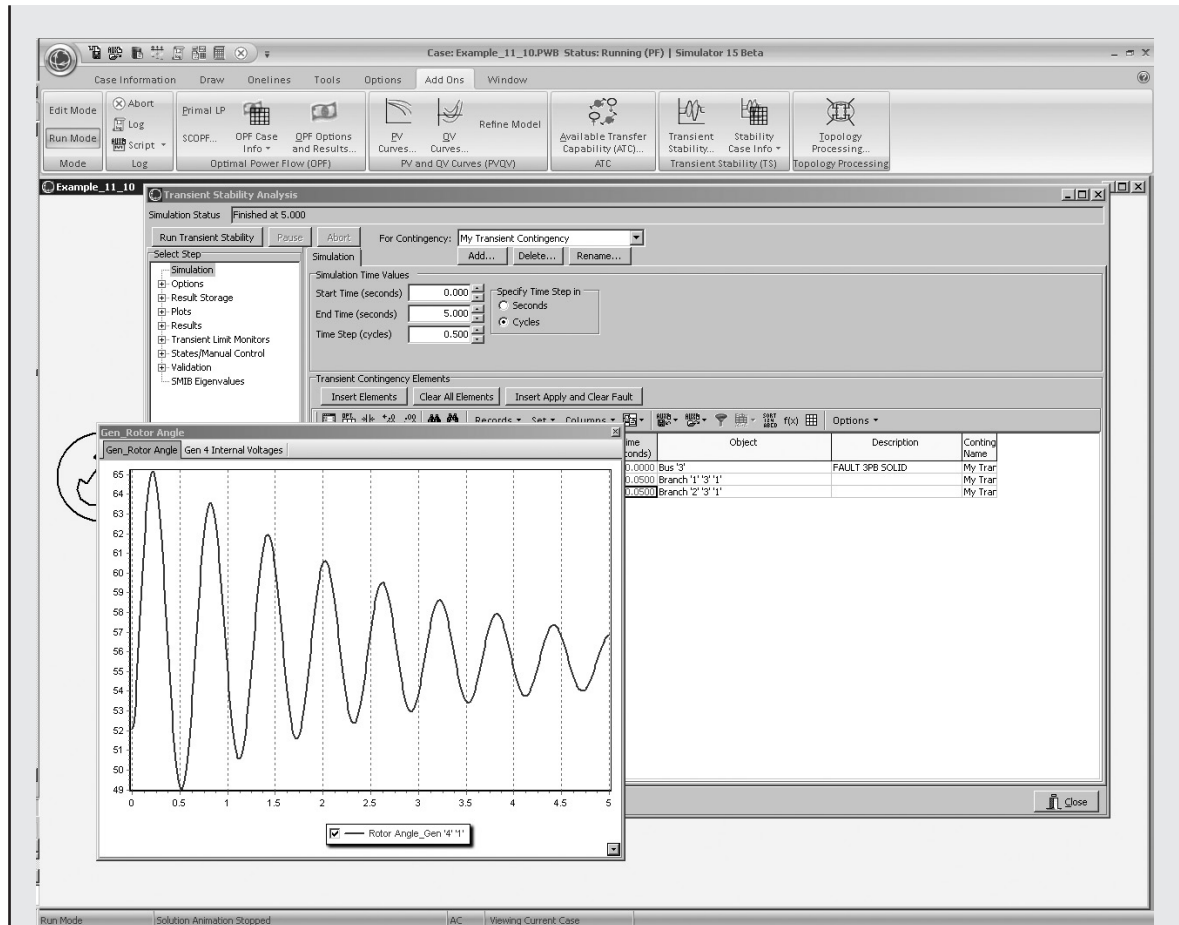 Case: Example_11_10.PWB Status: Running (PF) | Simulator 15 Beta
Case Information Draw Onelines Tools Options Add Ons Window
Edit Mode
Run Mode
Mode
Abort
Log
Script
Log
Primal LP
SCOPF...
OPF Case Info
OPF Options and Results...
Optimal Power Flow (OPF)
PV Curves...
QV Curves...
Refine Model
PV and QV Curves (PVQV)
Available Transfer Capability (ATC)...
ATC
Transient Stability...
Stability Case Info
Transient Stability (TS)
Topology Processing...
Topology Processing
Example_11_10
Transient Stability Analysis
Simulation Status Finished at 5.000
Run Transient Stability Pause Abort For Contingency: My Transient Contingency
Add... Delete... Rename...
Select Step
Simulation
Options
Result Storage
Plots
Results
Transient Limit Monitors
States/Manual Control
Validation
SMIB Eigenvalues
Simulation
Simulation Time Values
Start Time (seconds) 0.000
End Time (seconds) 5.000
Time Step (cycles) 0.500
Specify Time Step in
Seconds
Cycles
Transient Contingency Elements
Insert Elements Clear All Elements Insert Apply and Clear Fault
Records Set Columns f(x) Options
Object Description Conting Name
0.0000 Bus '3' FAULT 3PB SOLID My Tran
0.0500 Branch '1' '3' '1' My Tran
0.0500 Branch '2' '3' '1' My Tran
Gen_Rotor Angle
Gen_Rotor Angle Gen 4 Internal Voltages
65
64
63
62
61
60
59
58
57
56
55
54
53
52
51
50
49
0 0.5 1 1.5 2 2.5 3 3.5 4 4.5 5
Rotor Angle_Gen '4' '1'
Close
Run Mode Solution Animation Stopped AC Viewing Current Case